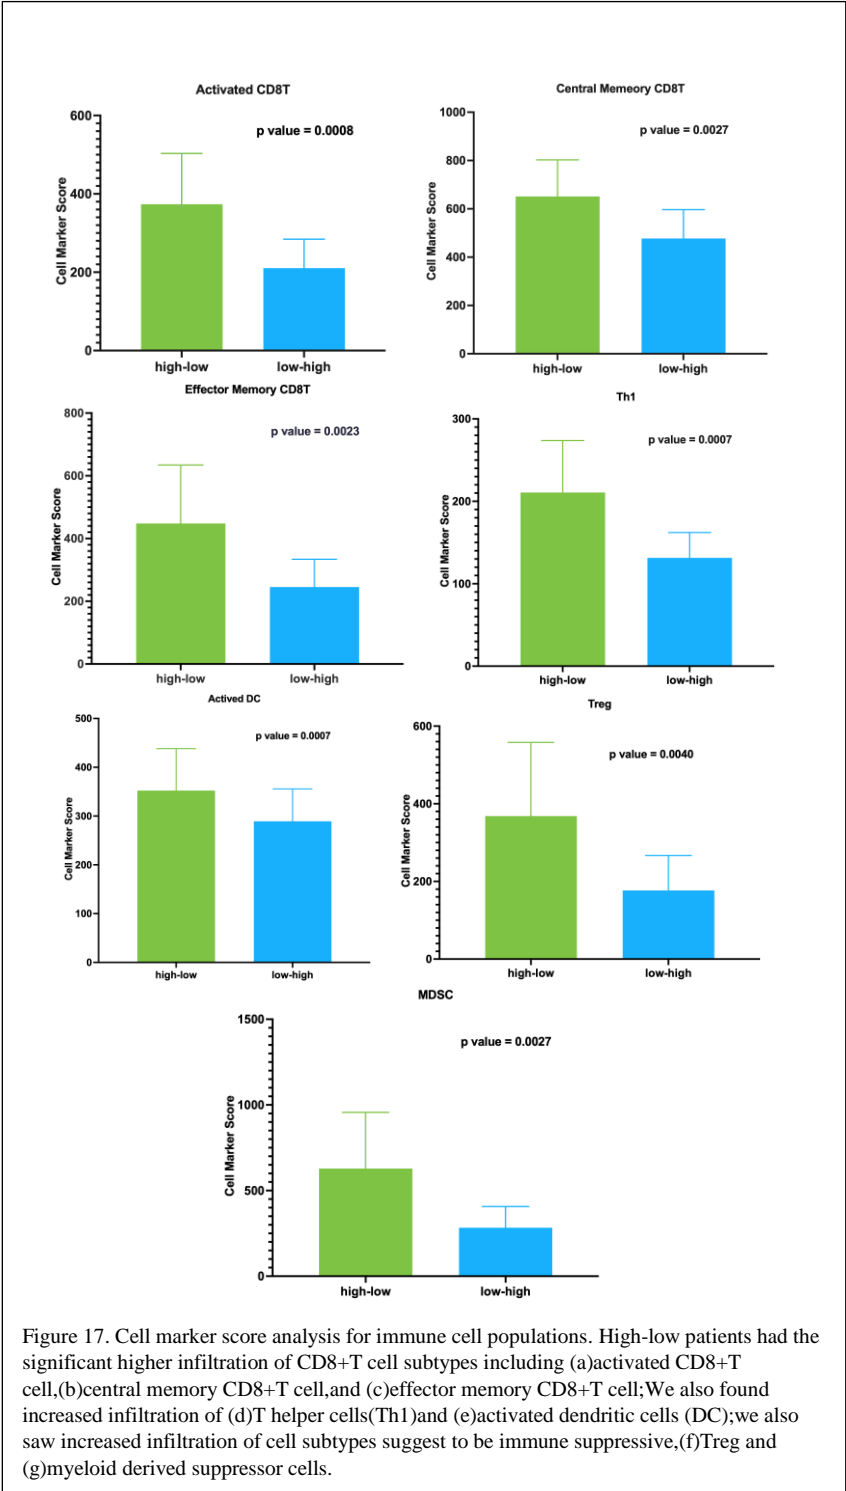 Activated CD8T
p value = 0.0008
Cell Marker Score
600
400
200
0
high-low
low-high
Central Memeory CD8T
p value = 0.0027
Cell Marker Score
1000
800
600
400
200
0
high-low
low-high
Effector Memory CD8T
p value = 0.0023
Cell Marker Score
800
600
400
200
0
high-low
low-high
Th1
p value = 0.0007
Cell Marker Score
300
200
100
0
high-low
low-high
Actived DC
p value = 0.0007
Cell Marker Score
500
400
300
200
100
0
high-low
low-high
Treg
p value = 0.0040
Cell Marker Score
600
400
200
0
high-low
low-high
MDSC
p value = 0.0027
Cell Marker Score
1500
1000
500
0
high-low
low-high
Figure 17. Cell marker score analysis for immune cell populations. High-low patients had the
significant higher infiltration of CD8+T cell subtypes including (a)activated CD8+T
cell,(b)central memory CD8+T cell,and (c)effector memory CD8+T cell;We also found
increased infiltration of (d)T helper cells(Th1)and (e)activated dendritic cells (DC);we also
saw increased infiltration of cell subtypes suggest to be immune suppressive,(f)Treg and
(g)myeloid derived suppressor cells.